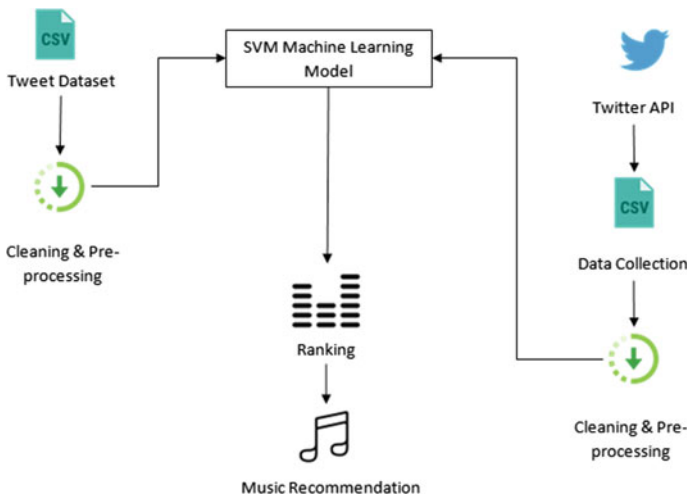 CSV
Tweet Dataset
Cleaning & Pre-
processing
SVM Machine Learning
Model
Ranking
Music Recommendation
Twitter API
CSV
Data Collection
Cleaning & Pre-
processing